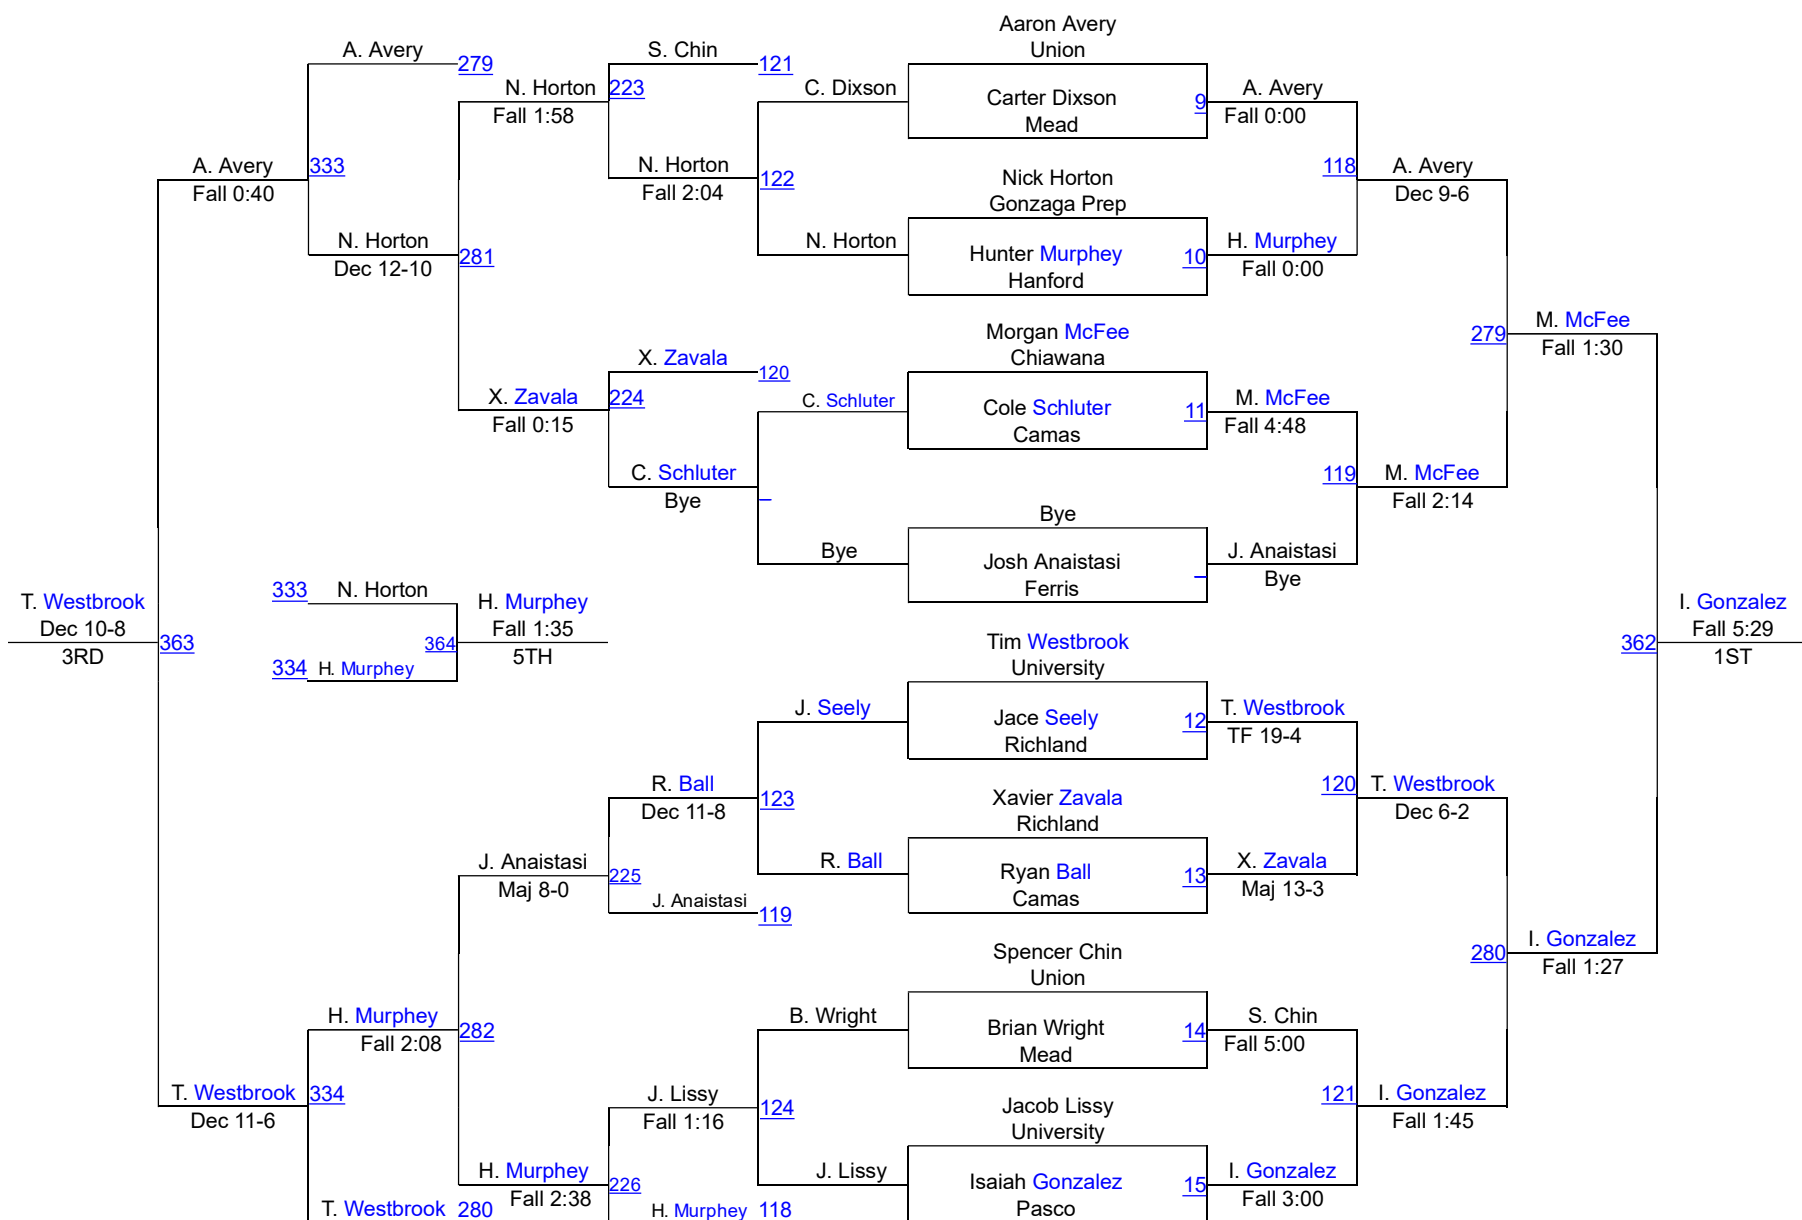 Aaron Avery
A. Avery
S. Chin
Union
279
121
N. Horton
223
C. Dixson
Carter Dixson
9
A. Avery
Fall 1:58
Mead
Fall 0:00
A. Avery
333
N. Horton
122
Nick Horton
118
A. Avery
Fall 0:40
Fall 2:04
Gonzaga Prep
Dec 9-6
N. Horton
281
N. Horton
Hunter Murphey
10
H. Murphey
Dec 12-10
Hanford
Fall 0:00
Morgan McFee
279
M. McFee
X. Zavala
120
Chiawana
Fall 1:30
X. Zavala
224
C. Schluter
Cole Schluter
11
M. McFee
Fall 0:15
Camas
Fall 4:48
C. Schluter
119
M. McFee
Bye
Fall 2:14
Bye
Bye
Josh Anaistasi
J. Anaistasi
Ferris
Bye
333
N. Horton
T. Westbrook
H. Murphey
I. Gonzalez
Dec 10-8
363
364
Fall 1:35
362
Fall 5:29
3RD
5TH
1ST
334
H. Murphey
Tim Westbrook
University
J. Seely
Jace Seely
12
T. Westbrook
Richland
TF 19-4
R. Ball
123
Xavier Zavala
120
T. Westbrook
Dec 11-8
Richland
Dec 6-2
J. Anaistasi
225
R. Ball
Ryan Ball
13
X. Zavala
Maj 8-0
Camas
Maj 13-3
J. Anaistasi
119
Spencer Chin
280
I. Gonzalez
Union
Fall 1:27
H. Murphey
282
B. Wright
Brian Wright
14
S. Chin
Fall 2:08
Mead
Fall 5:00
T. Westbrook
334
J. Lissy
124
Jacob Lissy
121
I. Gonzalez
Dec 11-6
Fall 1:16
University
Fall 1:45
H. Murphey
226
J. Lissy
Isaiah Gonzalez
15
I. Gonzalez
Fall 2:38
Pasco
Fall 3:00
T. Westbrook
280
H. Murphey
118